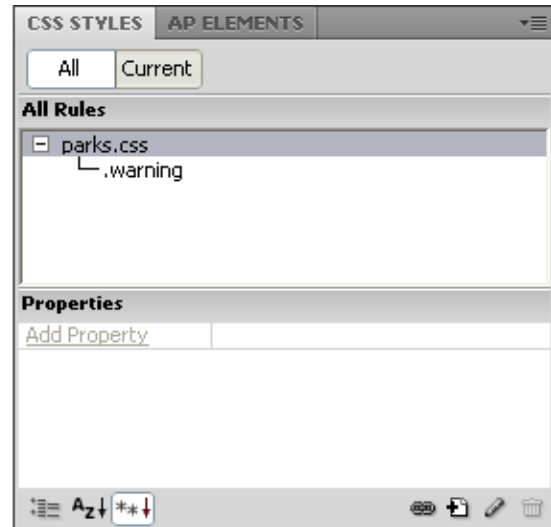 CSS STYLES AP ELEMENTS
All Current
All Rules
parks.css
.warning
Properties
Add Property